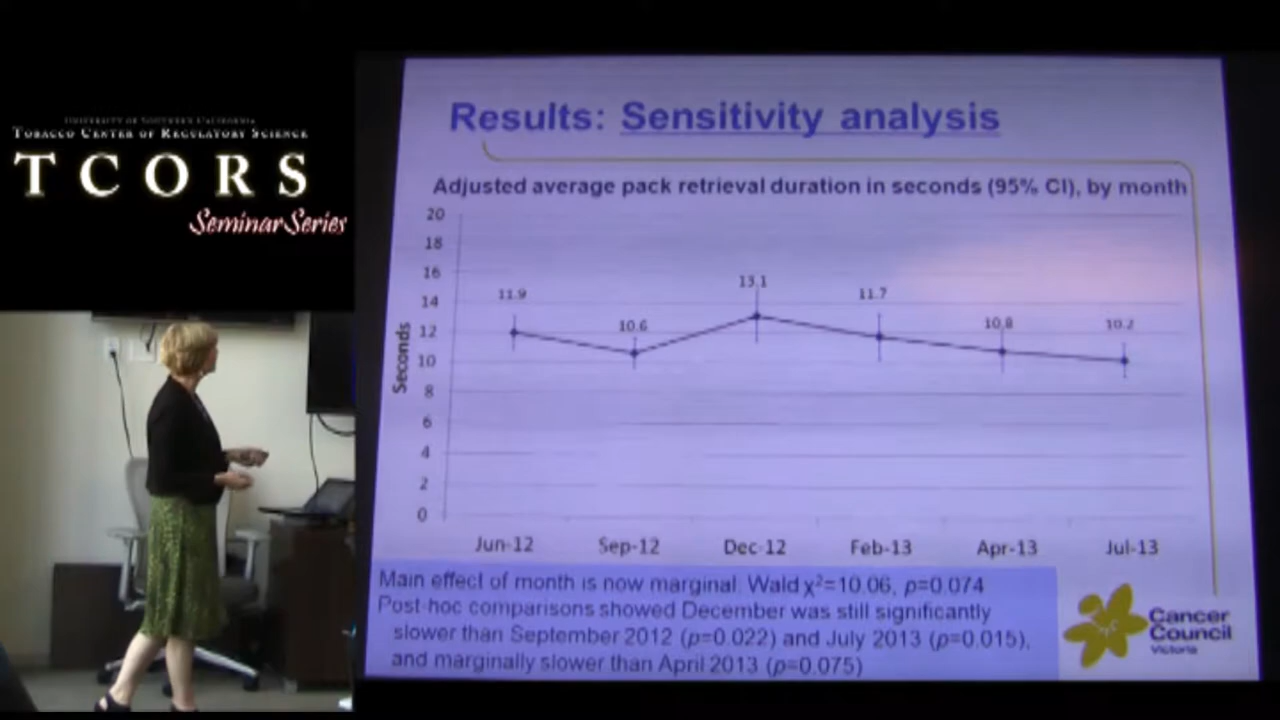 UNIVERSITY OF SOUTHERN CALIFORNIA
TOBACCO CENTER OF REGULATORY SCIENCE
TCORS
Seminar Series
Results: Sensitivity analysis
Adjusted average pack retrieval duration in seconds (95% CI), by month
20
18
16
14
12
10
8
6
4
2
0
Seconds
11.9
10.6
13.1
11.7
10.8
10.2
Jun-12
Sep-12
Dec-12
Feb-13
Apr-13
Jul-13
Main effect of month is now marginal. Wald χ²=10.06, p=0.074
Post-hoc comparisons showed December was still significantly
slower than September 2012 (p=0.022) and July 2013 (p=0.015),
and marginally slower than April 2013 (p=0.075)
Cancer
Council
Victoria